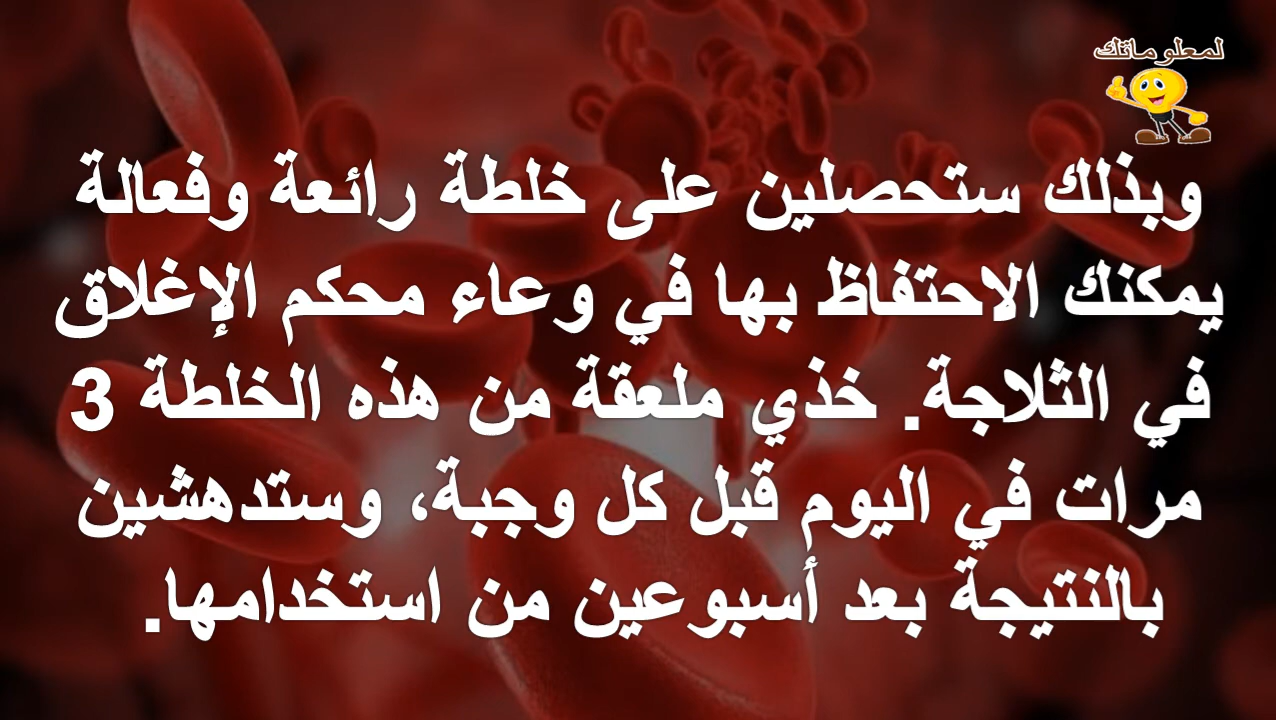 لمعلوماتك
وبذلك ستحصلين على خلطة رائعة وفعالة
يمكنك الاحتفاظ بها في وعاء محكم الإغلاق
في الثلاجة. خذي ملعقة من هذه الخلطة 3
مرات في اليوم قبل كل وجبة، وستدهشين
بالنتيجة بعد أسبوعين من استخدامها.